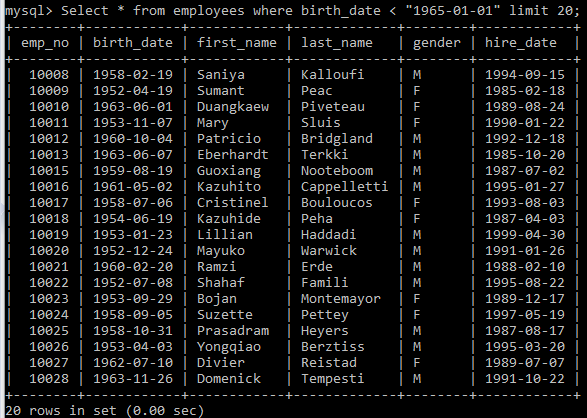 mysql> Select * from employees where birth_date < "1965-01-01" limit 20;
+--------+------------+------------+-------------+--------+------------+
| emp_no | birth_date | first_name | last_name   | gender | hire_date  |
+--------+------------+------------+-------------+--------+------------+
|  10008 | 1958-02-19 | Saniya     | Kalloufi    | M      | 1994-09-15 |
|  10009 | 1952-04-19 | Sumant     | Peac        | F      | 1985-02-18 |
|  10010 | 1963-06-01 | Duangkaew  | Piveteau    | F      | 1989-08-24 |
|  10011 | 1953-11-07 | Mary       | Sluis       | F      | 1990-01-22 |
|  10012 | 1960-10-04 | Patricio   | Bridgland   | M      | 1992-12-18 |
|  10013 | 1963-06-07 | Eberhardt  | Terkki      | M      | 1985-10-20 |
|  10015 | 1959-08-19 | Guoxiang   | Nooteboom   | M      | 1987-07-02 |
|  10016 | 1961-05-02 | Kazuhito   | Cappelletti | M      | 1995-01-27 |
|  10017 | 1958-07-06 | Cristinel  | Bouloucos   | F      | 1993-08-03 |
|  10018 | 1954-06-19 | Kazuhide   | Peha        | F      | 1987-04-03 |
|  10019 | 1953-01-23 | Lillian    | Haddadi     | M      | 1999-04-30 |
|  10020 | 1952-12-24 | Mayuko     | Warwick     | M      | 1991-01-26 |
|  10021 | 1960-02-20 | Ramzi      | Erde        | M      | 1988-02-10 |
|  10022 | 1952-07-08 | Shahaf     | Famili      | M      | 1995-08-22 |
|  10023 | 1953-09-29 | Bojan      | Montemayor  | F      | 1989-12-17 |
|  10024 | 1958-09-05 | Suzette    | Pettey      | F      | 1997-05-19 |
|  10025 | 1958-10-31 | Prasadram  | Heyers      | M      | 1987-08-17 |
|  10026 | 1953-04-03 | Yongqiao   | Berztiss    | M      | 1995-03-20 |
|  10027 | 1962-07-10 | Divier     | Reistad     | F      | 1989-07-07 |
|  10028 | 1963-11-26 | Domenick   | Tempesti    | M      | 1991-10-22 |
+--------+------------+------------+-------------+--------+------------+
20 rows in set (0.00 sec)